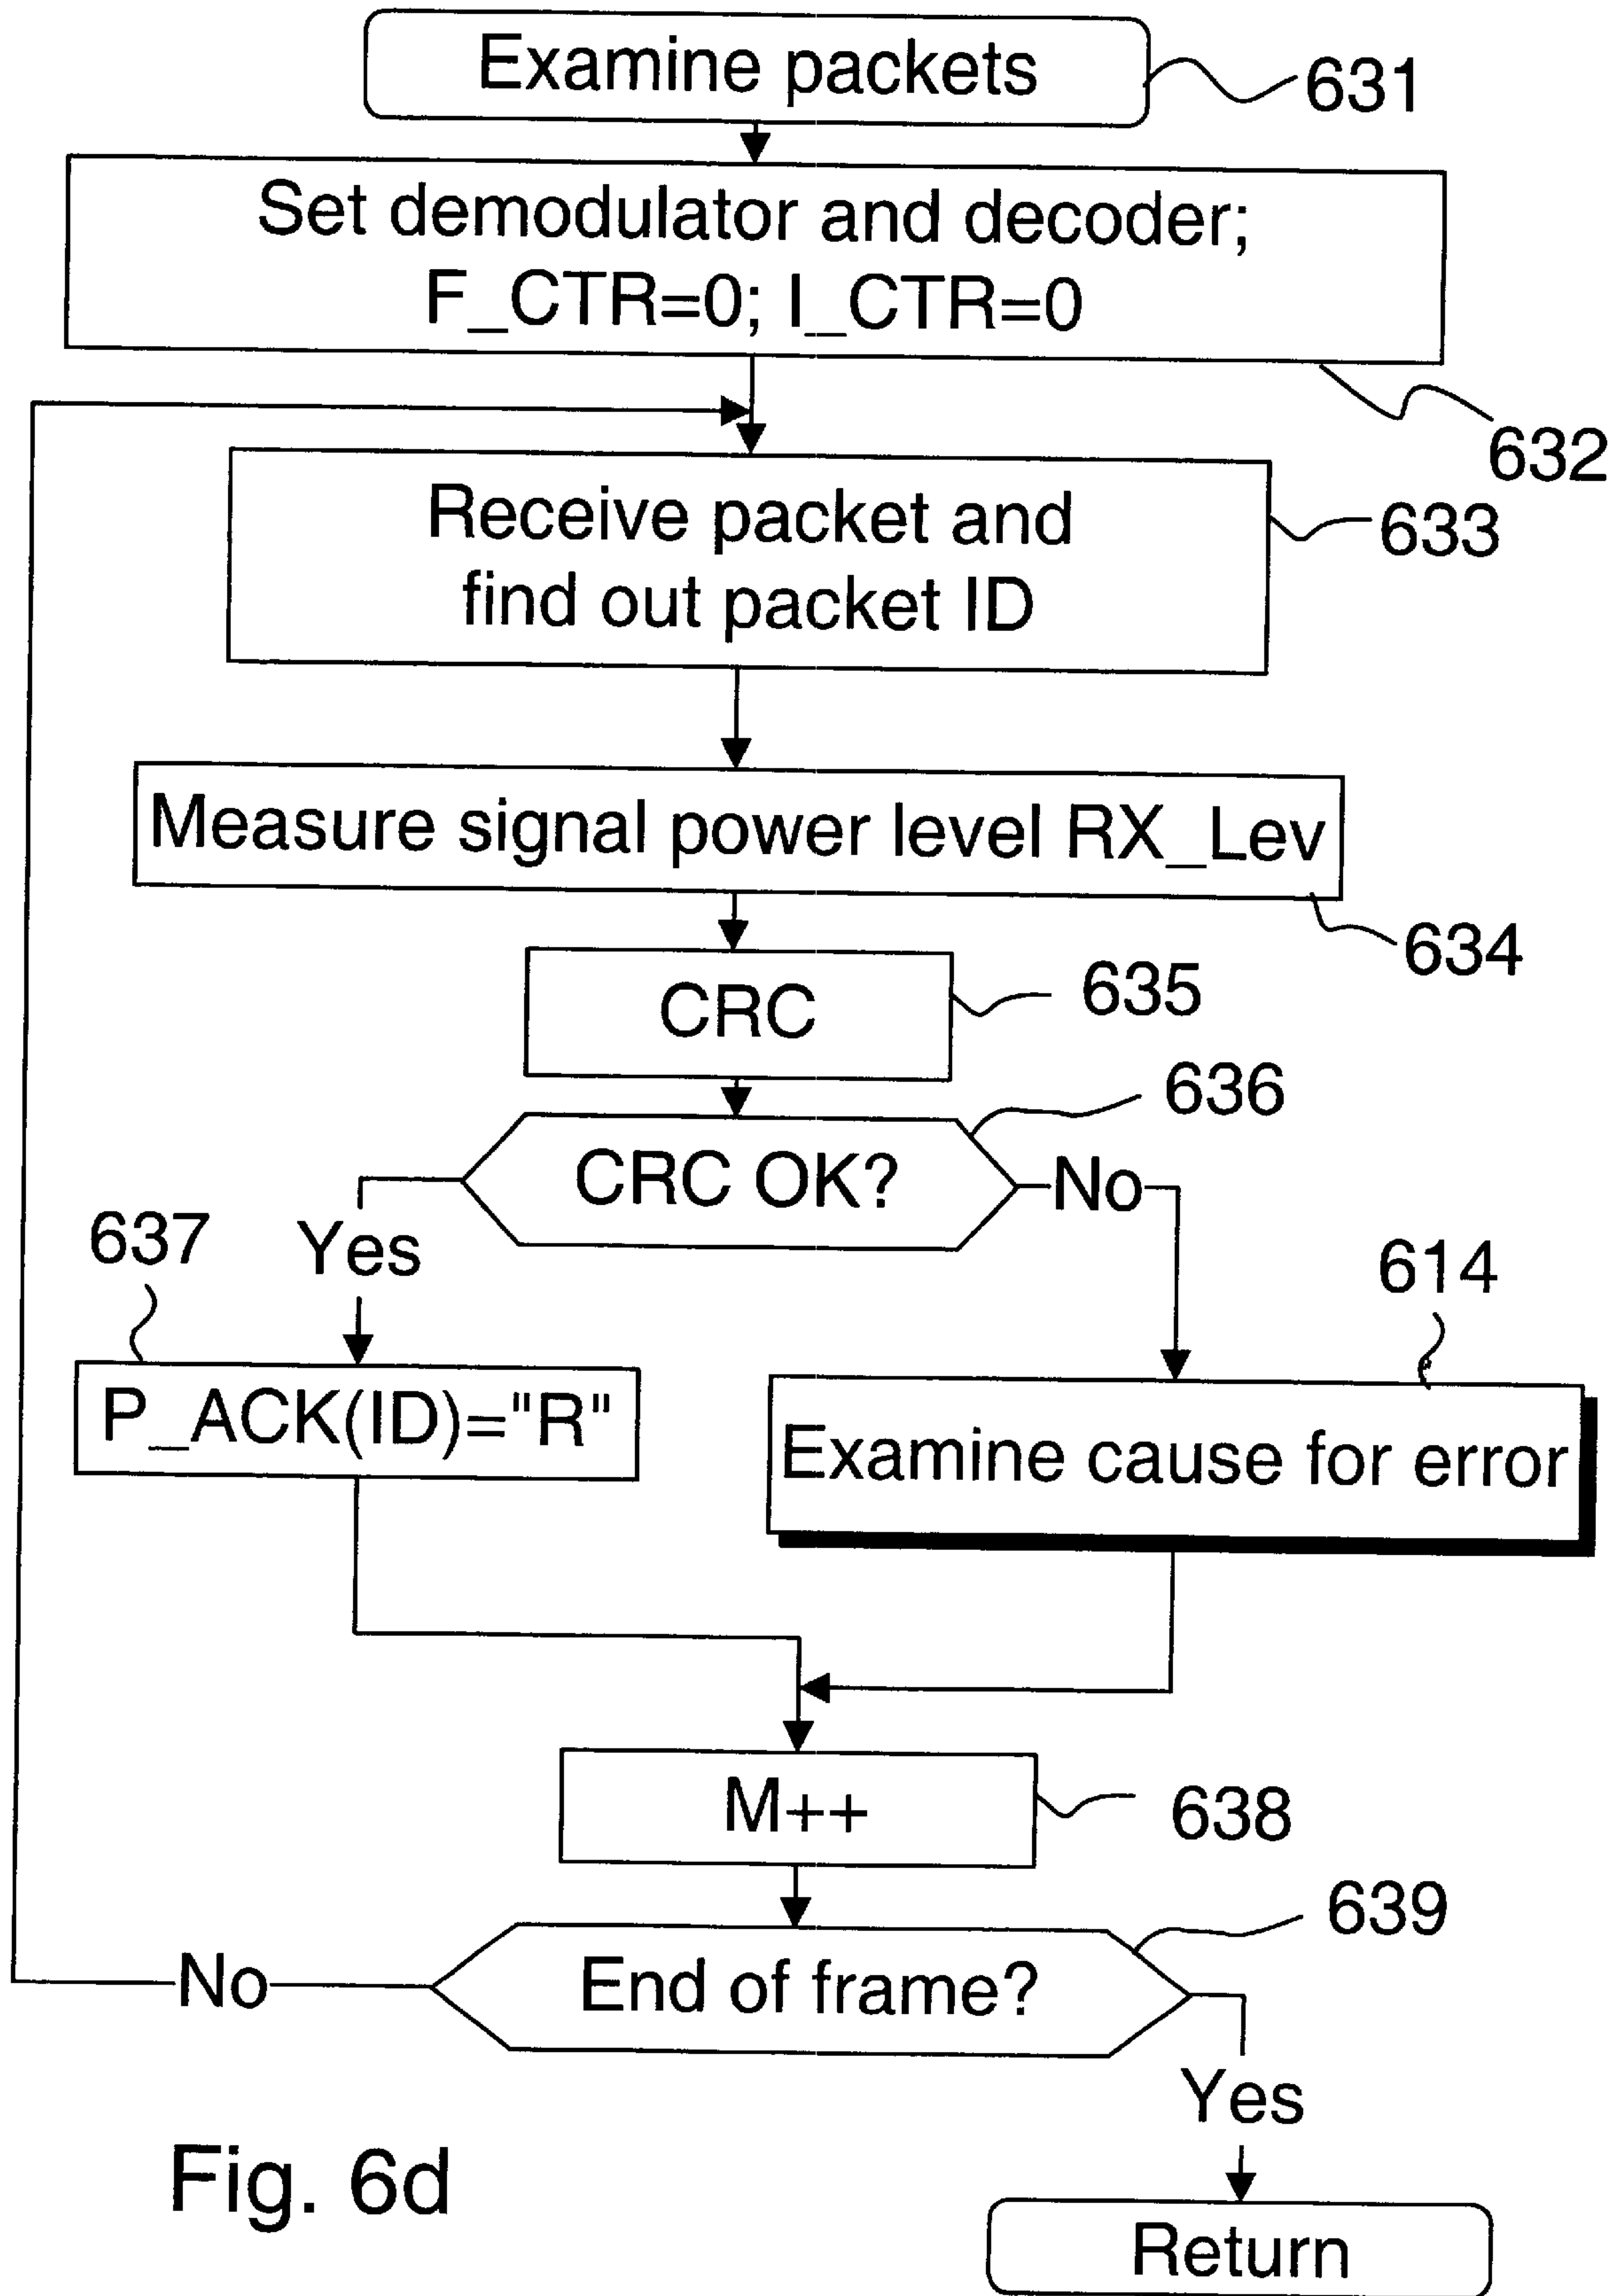 Examine packets
631
Set demodulator and decoder;
F_CTR=0; I_CTR=0
632
Receive packet and
find out packet ID
633
Measure signal power level RX_Lev
634
CRC
635
636
CRC OK?
No
Yes
637
614
P_ACK(ID)="R"
Examine cause for error
M++
638
639
End of frame?
No
Yes
Fig. 6d
Return